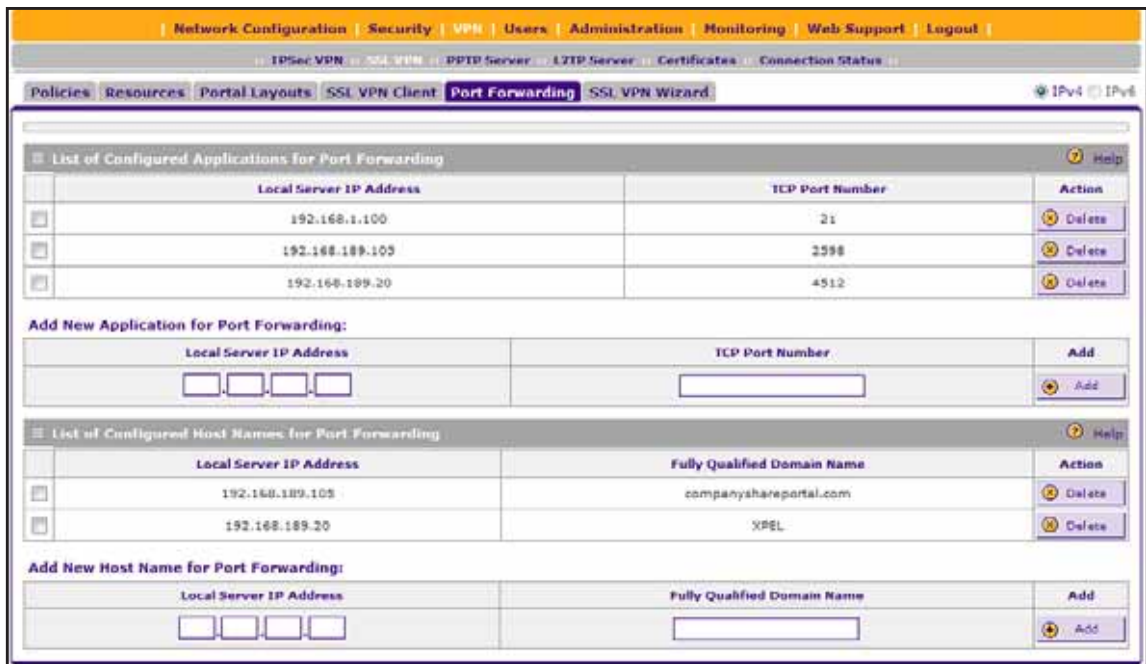 | Network Configuration | Security | VPN | Users | Administration | Monitoring | Web Support | Logout |
:: IPSec VPN :: SSL VPN :: PPTP Server :: L2TP Server :: Certificates :: Connection Status ::
Policies Resources Portal Layouts SSL VPN Client Port Forwarding SSL VPN Wizard IPv4 IPv6
List of Configured Applications for Port Forwarding Help
Local Server IP Address TCP Port Number Action
192.168.1.100 21 Delete
192.168.189.105 2598 Delete
192.168.189.20 4512 Delete
Add New Application for Port Forwarding:
Local Server IP Address TCP Port Number Add
. . . Add
List of Configured Host Names for Port Forwarding Help
Local Server IP Address Fully Qualified Domain Name Action
192.168.189.105 companyshareportal.com Delete
192.168.189.20 XPEL Delete
Add New Host Name for Port Forwarding:
Local Server IP Address Fully Qualified Domain Name Add
. . . Add